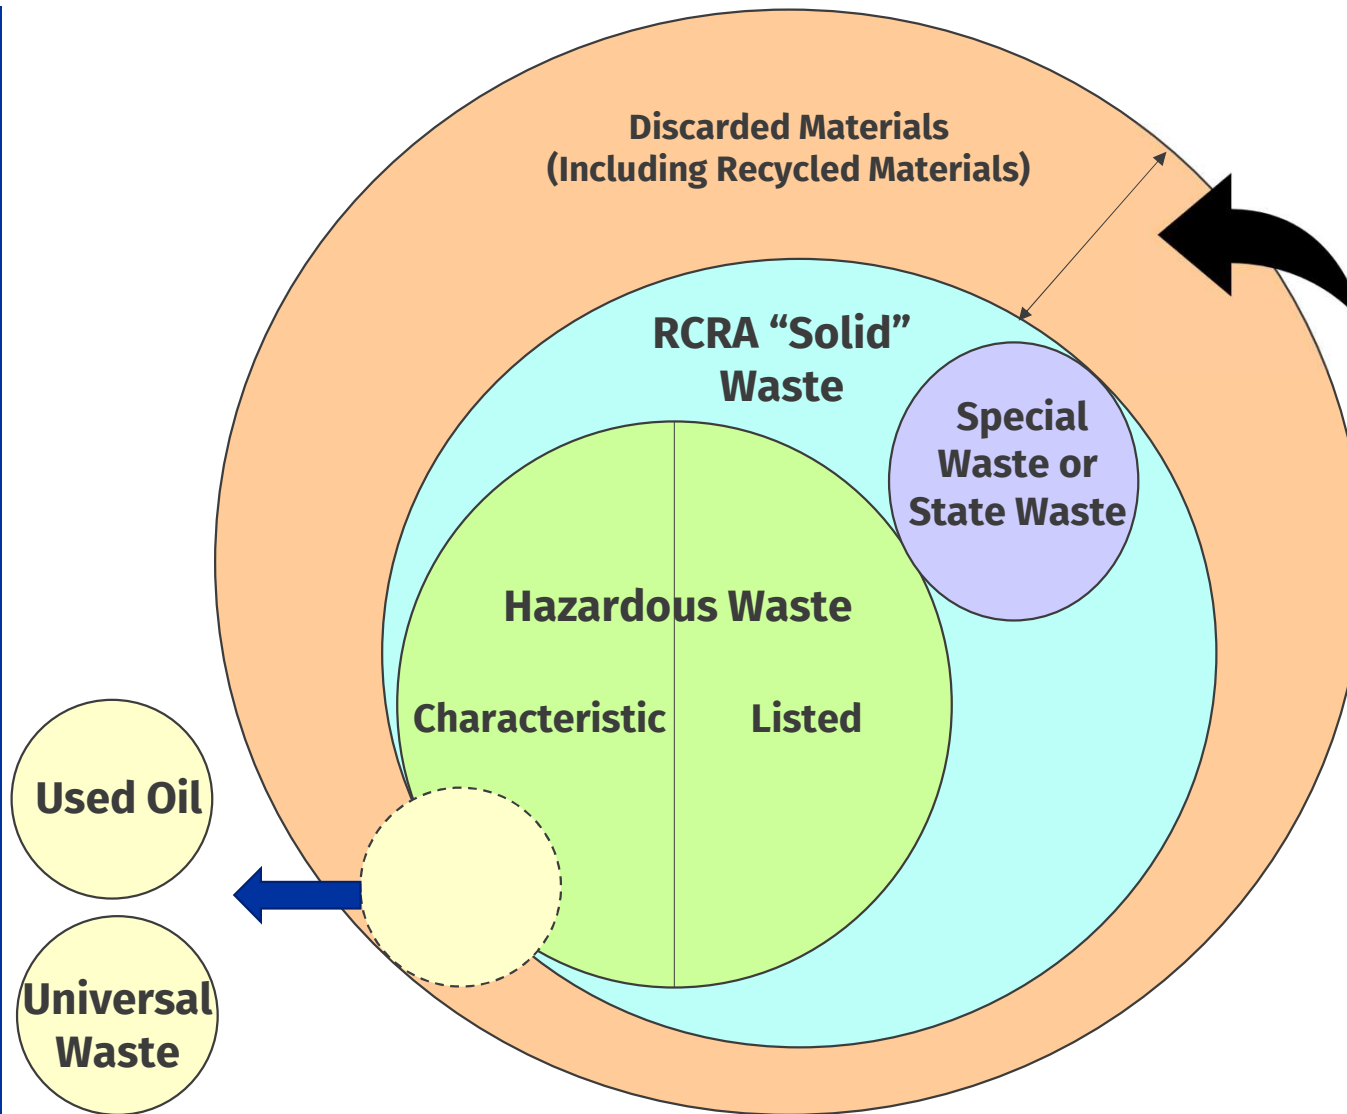 Discarded Materials
(Including Recycled Materials)
RCRA “Solid”
Waste
Special
Waste or
State Waste
Hazardous Waste
Characteristic
Listed
Used Oil
Universal
Waste